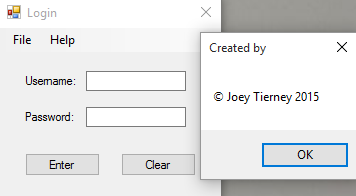 Login
File Help
Username:
Password:
Enter Clear
Created by
© Joey Tierney 2015
OK